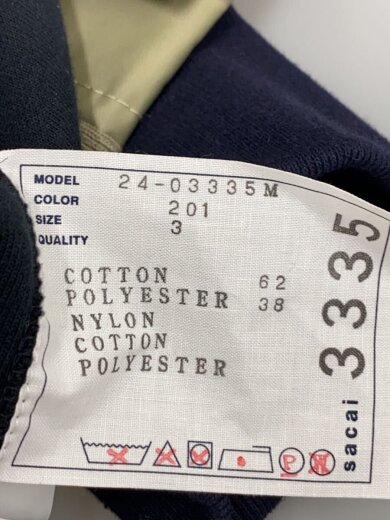 MODEL 24-03335M
COLOR 201
SIZE 3
QUALITY
COTTON 62
POLYESTER 38
NYLON
COTTON
POLYESTER
P
sacai 3335